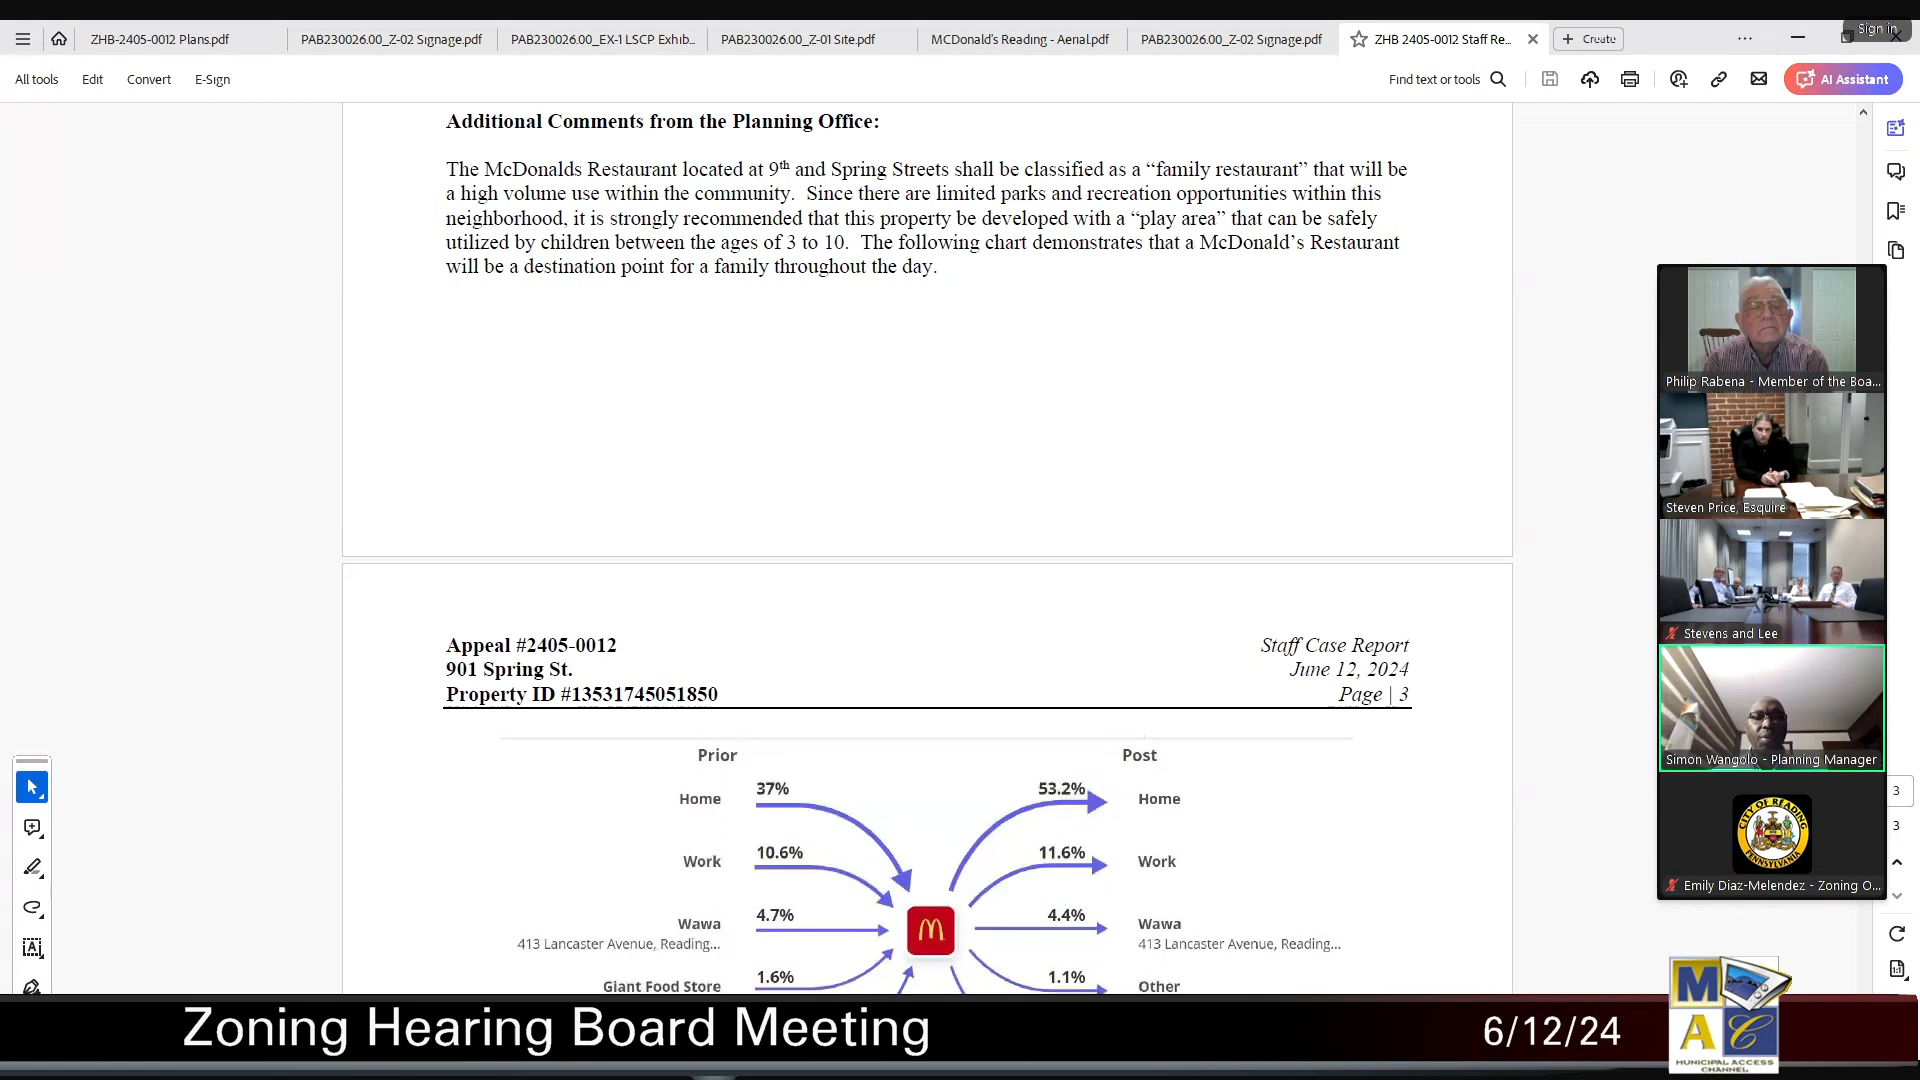 Sign in
ZHB-2405-0012 Plans.pdf
PAB230026.00_Z-02 Signage.pdf
PAB230026.00_EX-1 LSCP Exhib...
PAB230026.00_Z-01 Site.pdf
MCDonald's Reading - Aerial.pdf
PAB230026.00_Z-02 Signage.pdf
ZHB 2405-0012 Staff Re...
Create
All tools
Edit
Convert
E-Sign
Find text or tools
AI Assistant
Additional Comments from the Planning Office:
The McDonalds Restaurant located at 9th and Spring Streets shall be classified as a “family restaurant” that will be
a high volume use within the community. Since there are limited parks and recreation opportunities within this
neighborhood, it is strongly recommended that this property be developed with a “play area” that can be safely
utilized by children between the ages of 3 to 10. The following chart demonstrates that a McDonald’s Restaurant
will be a destination point for a family throughout the day.
Appeal #2405-0012
Staff Case Report
901 Spring St.
June 12, 2024
Property ID #13531745051850
Page | 3
Prior
Post
Home
37%
53.2%
Home
Work
10.6%
11.6%
Work
Wawa
4.7%
4.4%
Wawa
413 Lancaster Avenue, Reading...
413 Lancaster Avenue, Reading...
Giant Food Store
1.6%
1.1%
Other
Philip Rabena - Member of the Boa...
Steven Price, Esquire
Stevens and Lee
Simon Wangolo - Planning Manager
CITY OF READING
PENNSYLVANIA
Emily Diaz-Melendez - Zoning O...
3
3
Zoning Hearing Board Meeting
6/12/24
M
A C
MUNICIPAL ACCESS
CHANNEL